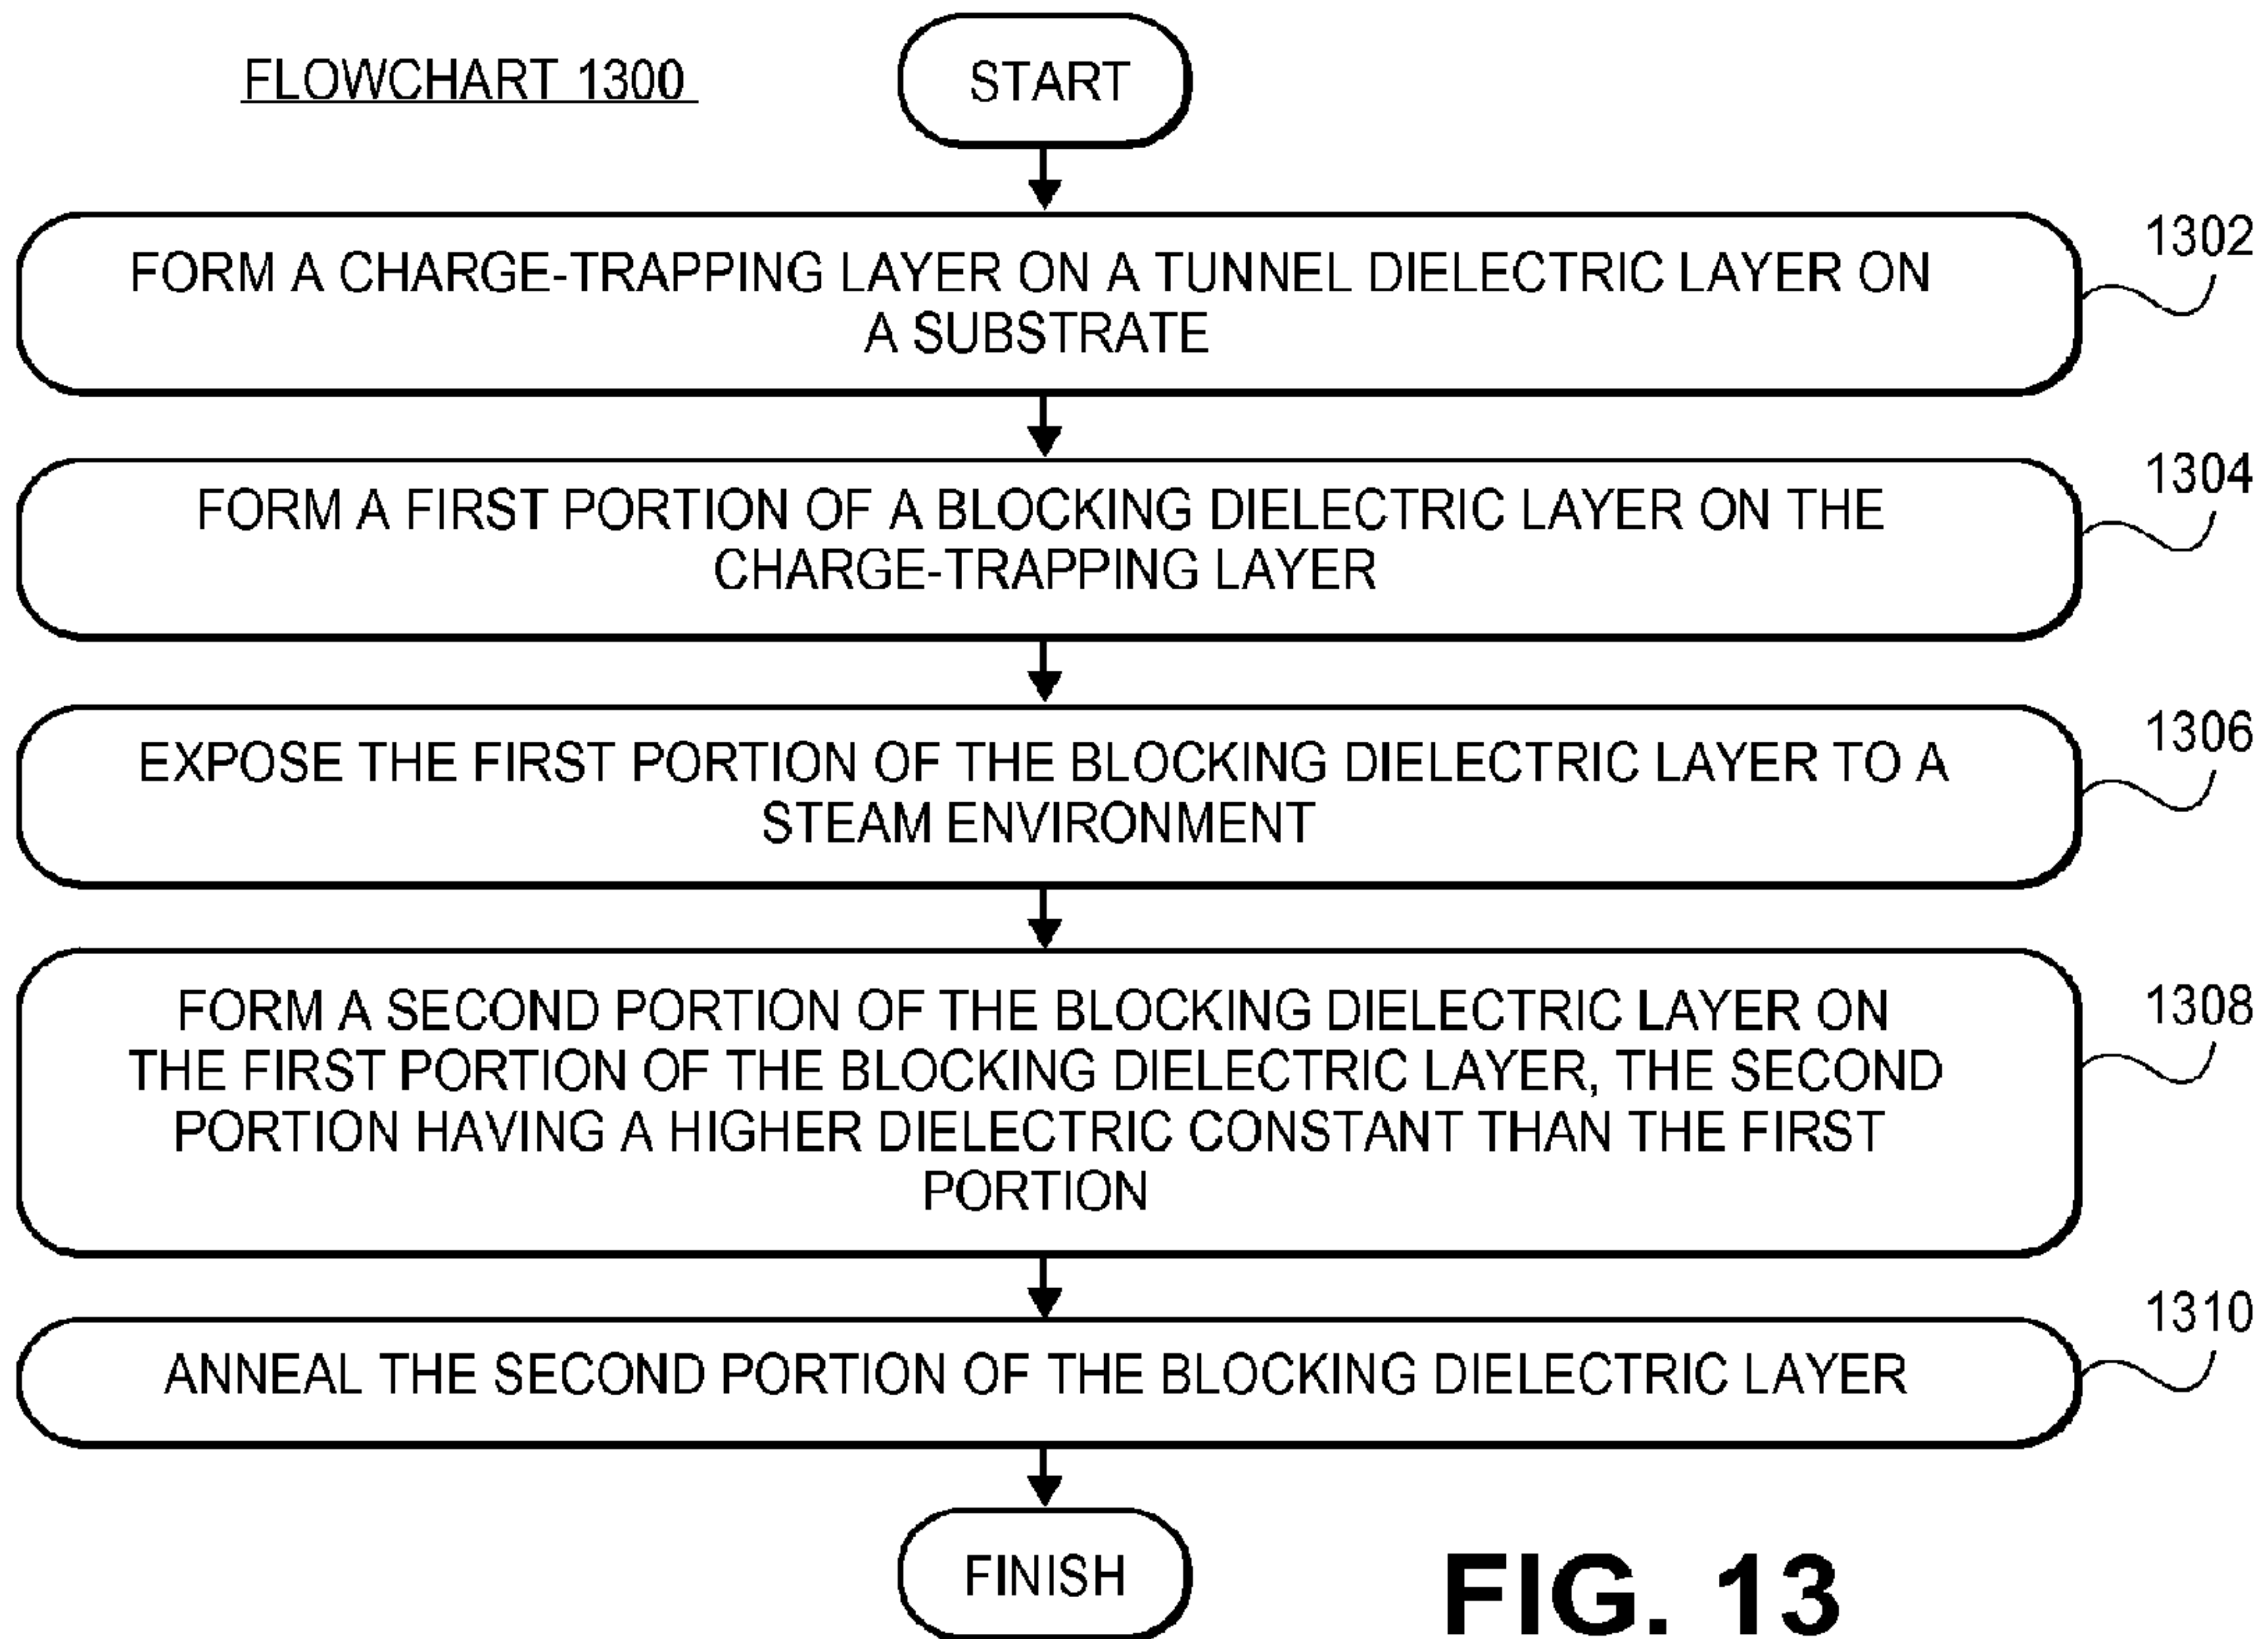 FLOWCHART 1300
START
FORM A CHARGE-TRAPPING LAYER ON A TUNNEL DIELECTRIC LAYER ON
A SUBSTRATE
1302
FORM A FIRST PORTION OF A BLOCKING DIELECTRIC LAYER ON THE
CHARGE-TRAPPING LAYER
1304
EXPOSE THE FIRST PORTION OF THE BLOCKING DIELECTRIC LAYER TO A
STEAM ENVIRONMENT
1306
FORM A SECOND PORTION OF THE BLOCKING DIELECTRIC LAYER ON
THE FIRST PORTION OF THE BLOCKING DIELECTRIC LAYER, THE SECOND
PORTION HAVING A HIGHER DIELECTRIC CONSTANT THAN THE FIRST
PORTION
1308
ANNEAL THE SECOND PORTION OF THE BLOCKING DIELECTRIC LAYER
1310
FINISH
FIG. 13